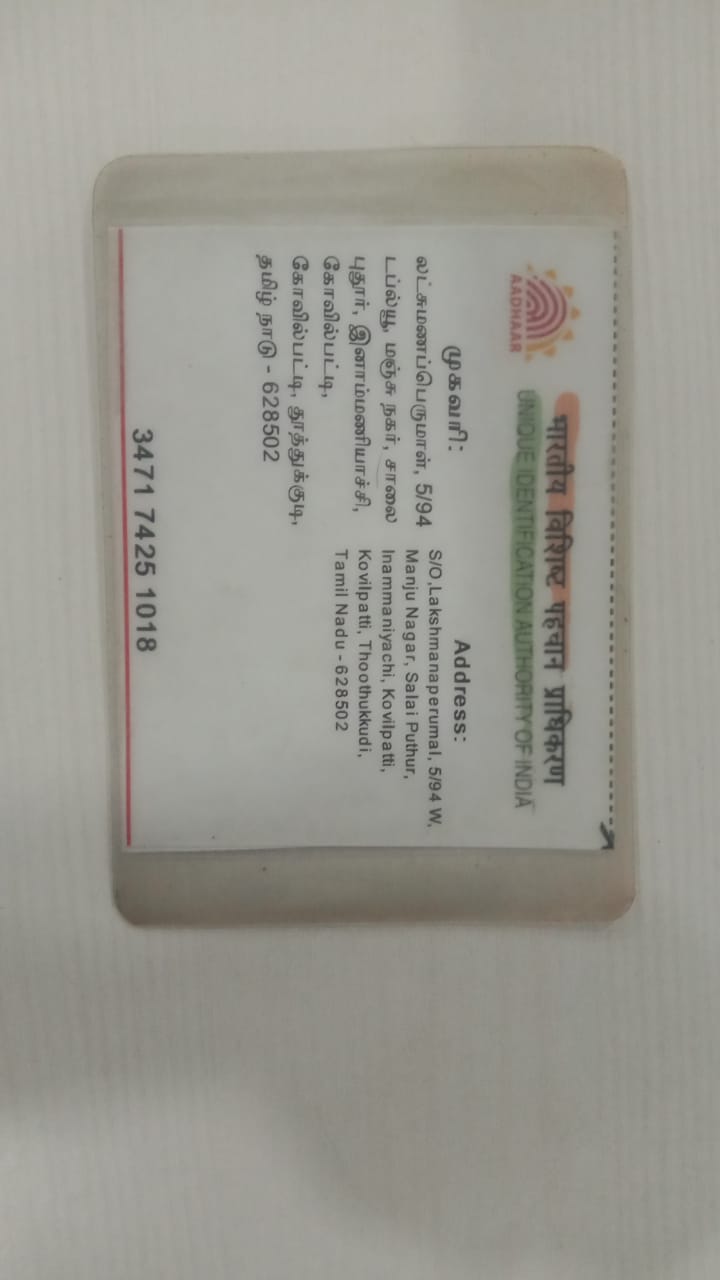 भारतीय विशिष्ट पहचान प्राधिकरण
UNIQUE IDENTIFICATION AUTHORITY OF INDIA
AADHAAR
முகவரி:
லட்சுமணப்பெருமாள், 5/94
டப்ல்யூ, மஞ்சு நகர், சாலை
புதூர், இனாம்மணியாச்சி,
கோவில்பட்டி,
கோவில்பட்டி, தூத்துக்குடி,
தமிழ் நாடு - 628502
Address:
S/O,Lakshmanaperumal, 5/94 W,
Manju Nagar, Salai Puthur,
Inammaniyachi, Kovilpatti,
Kovilpatti, Thoothukkudi,
Tamil Nadu - 628502
3471 7425 1018